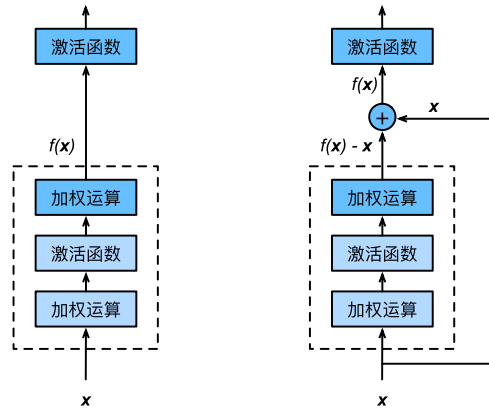 激活函数
f(x)
加权运算
激活函数
加权运算
x
激活函数
f(x)
x
+
f(x) - x
加权运算
激活函数
加权运算
x